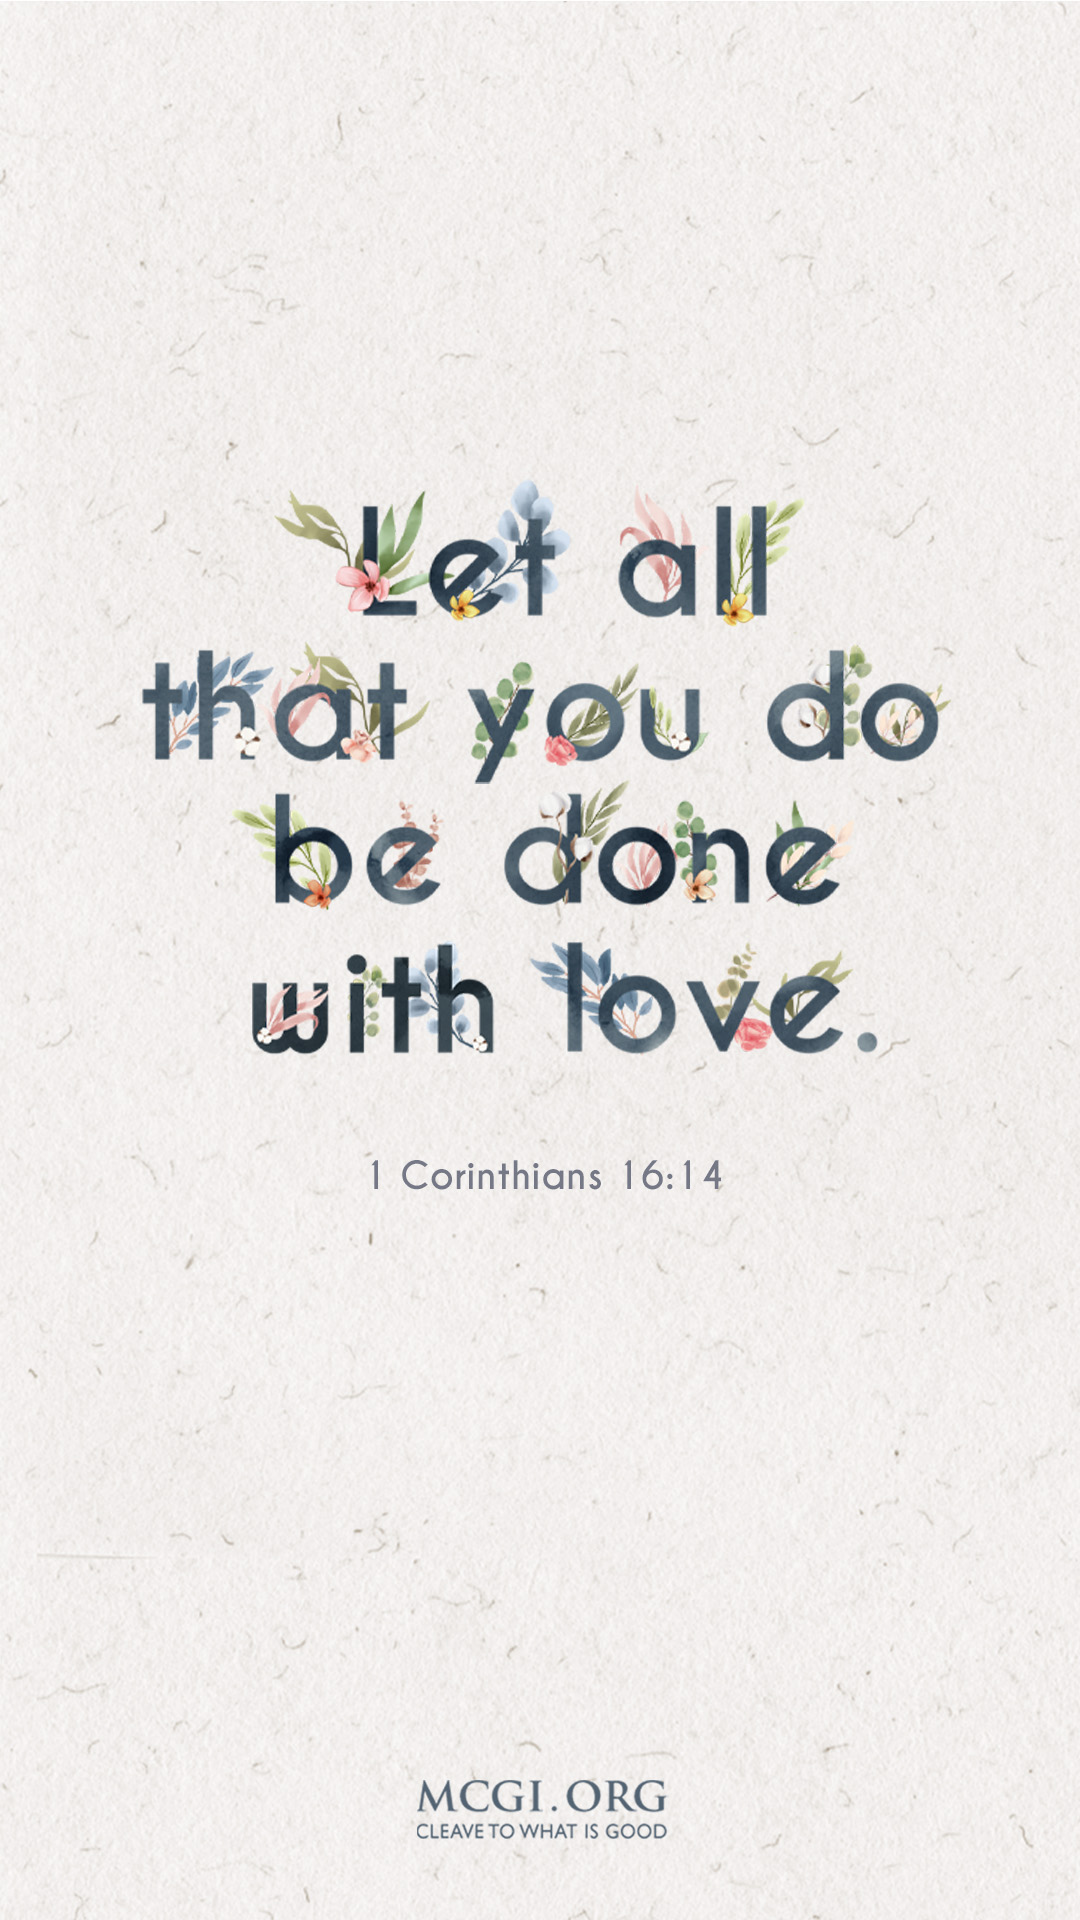 Let all
that you do
be done
with love.
1 Corinthians 16:14
MCGI.ORG
CLEAVE TO WHAT IS GOOD